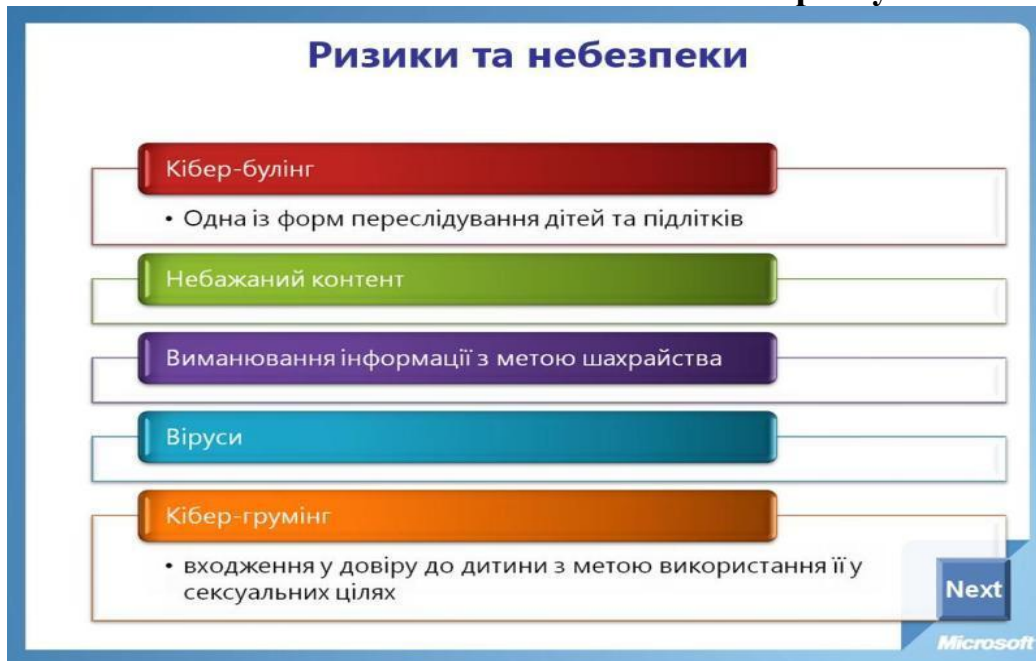 Ризики та небезпеки
Кібер-булінг
• Одна із форм переслідування дітей та підлітків
Небажаний контент
Виманювання інформації з метою шахрайства
Віруси
Кібер-грумінг
• входження у довіру до дитини з метою використання її у
сексуальних цілях
Next
Microsoft